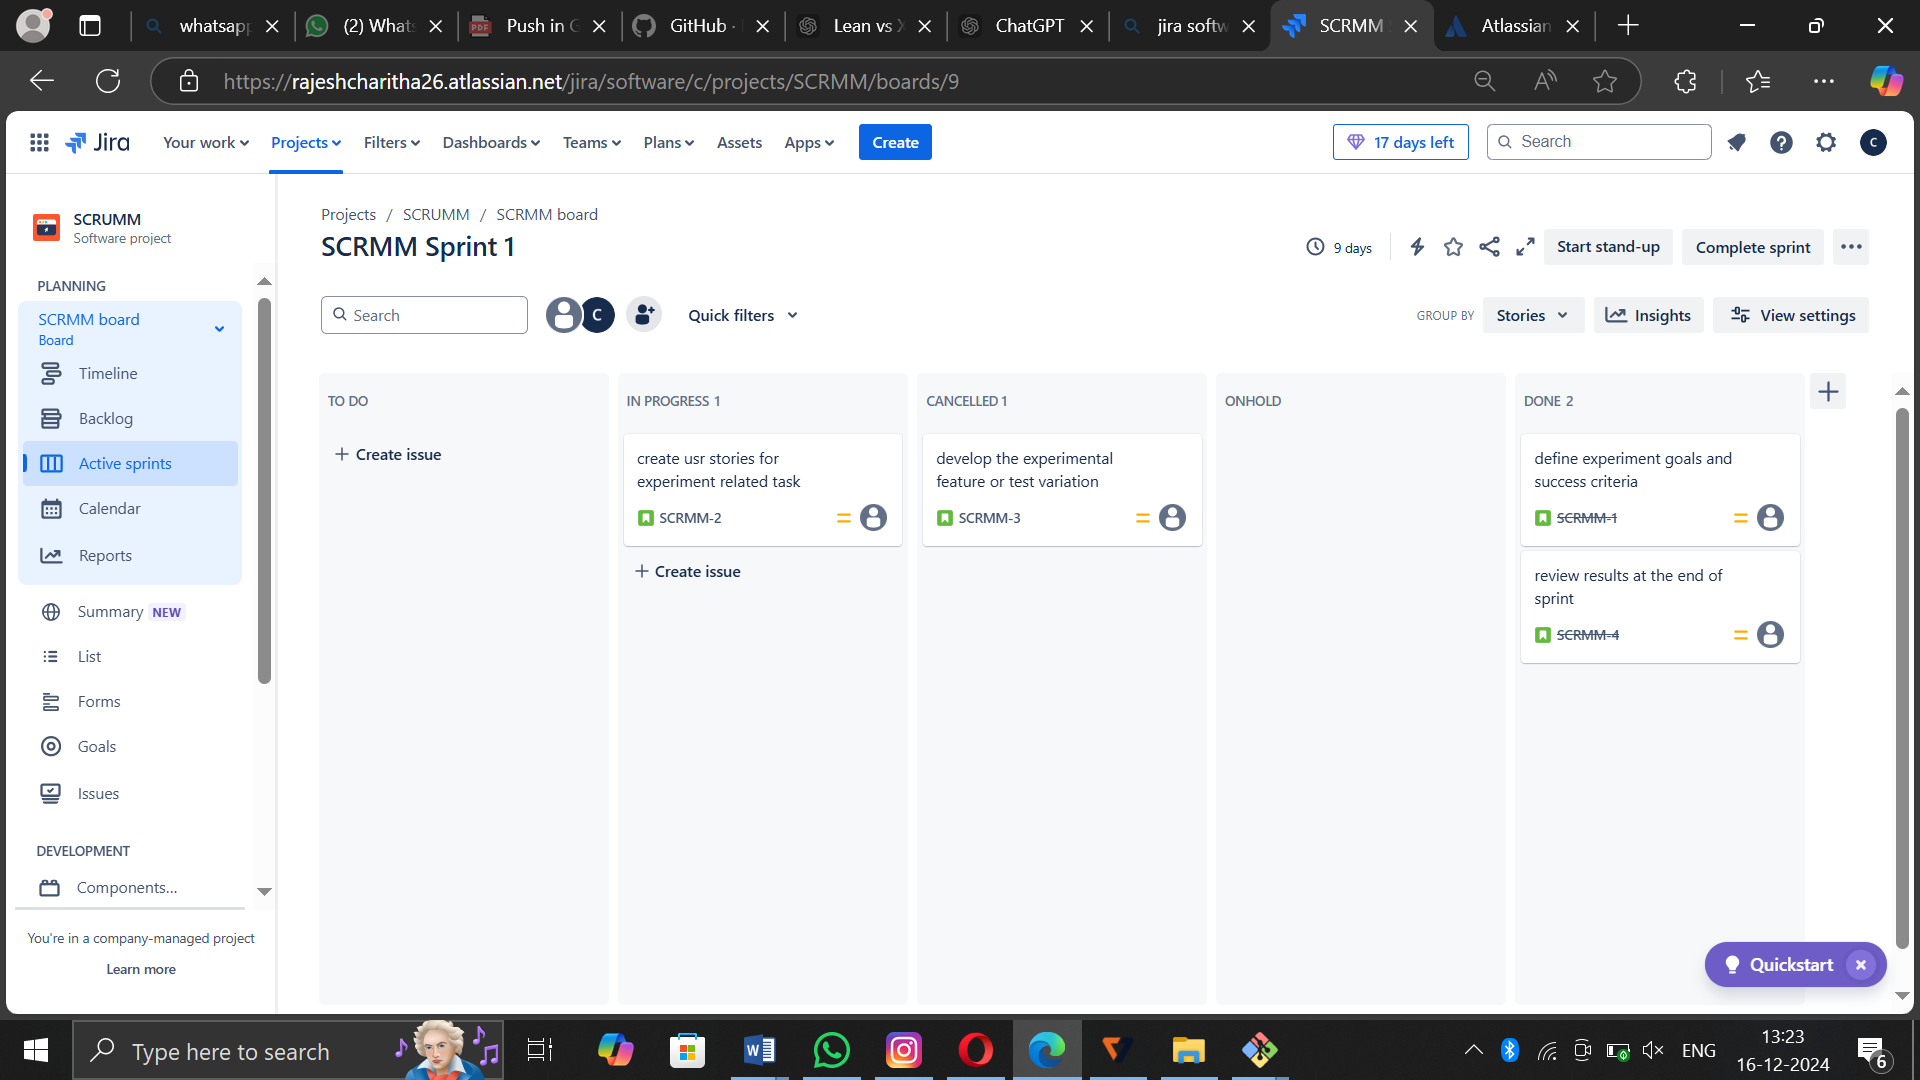 whatsapp
(2) Whats
Push in G
GitHub ·
Lean vs X
ChatGPT
jira softw
SCRMM
Atlassian
https://rajeshcharitha26.atlassian.net/jira/software/c/projects/SCRMM/boards/9
Jira
Your work
Projects
Filters
Dashboards
Teams
Plans
Assets
Apps
Create
17 days left
Search
C
SCRUMM
Software project
PLANNING
SCRMM board
Board
Timeline
Backlog
Active sprints
Calendar
Reports
Summary NEW
List
Forms
Goals
Issues
DEVELOPMENT
Components...
You're in a company-managed project
Learn more
Projects / SCRUMM / SCRMM board
SCRMM Sprint 1
9 days
Start stand-up
Complete sprint
Search
C
Quick filters
GROUP BY
Stories
Insights
View settings
TO DO
Create issue
IN PROGRESS 1
create usr stories for
experiment related task
SCRMM-2
Create issue
CANCELLED 1
develop the experimental
feature or test variation
SCRMM-3
ONHOLD
DONE 2
define experiment goals and
success criteria
SCRMM-1
review results at the end of
sprint
SCRMM-4
Quickstart
Type here to search
ENG
13:23
16-12-2024
6